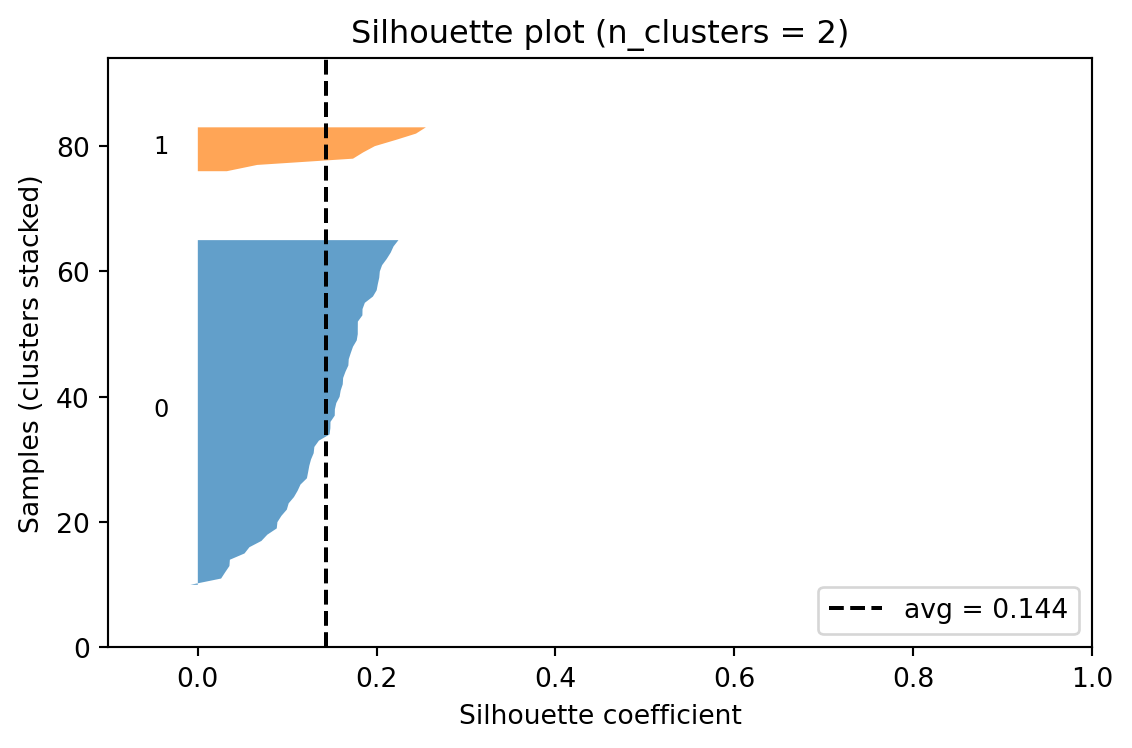 Silhouette plot (n_clusters = 2)
Samples (clusters stacked)
80
60
40
20
0
1
0
avg = 0.144
0.0 0.2 0.4 0.6 0.8 1.0
Silhouette coefficient